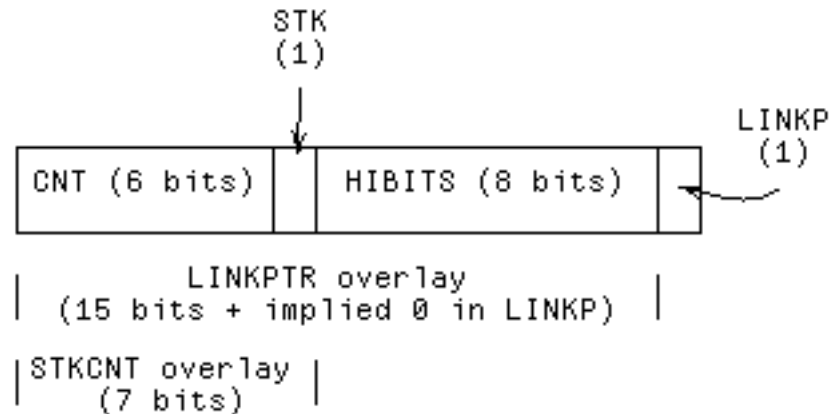 STK
(1)
LINKP
(1)
CNT (6 bits)
HIBITS (8 bits)
LINKPTR overlay
(15 bits + implied 0 in LINKP)
STKCNT overlay
(7 bits)